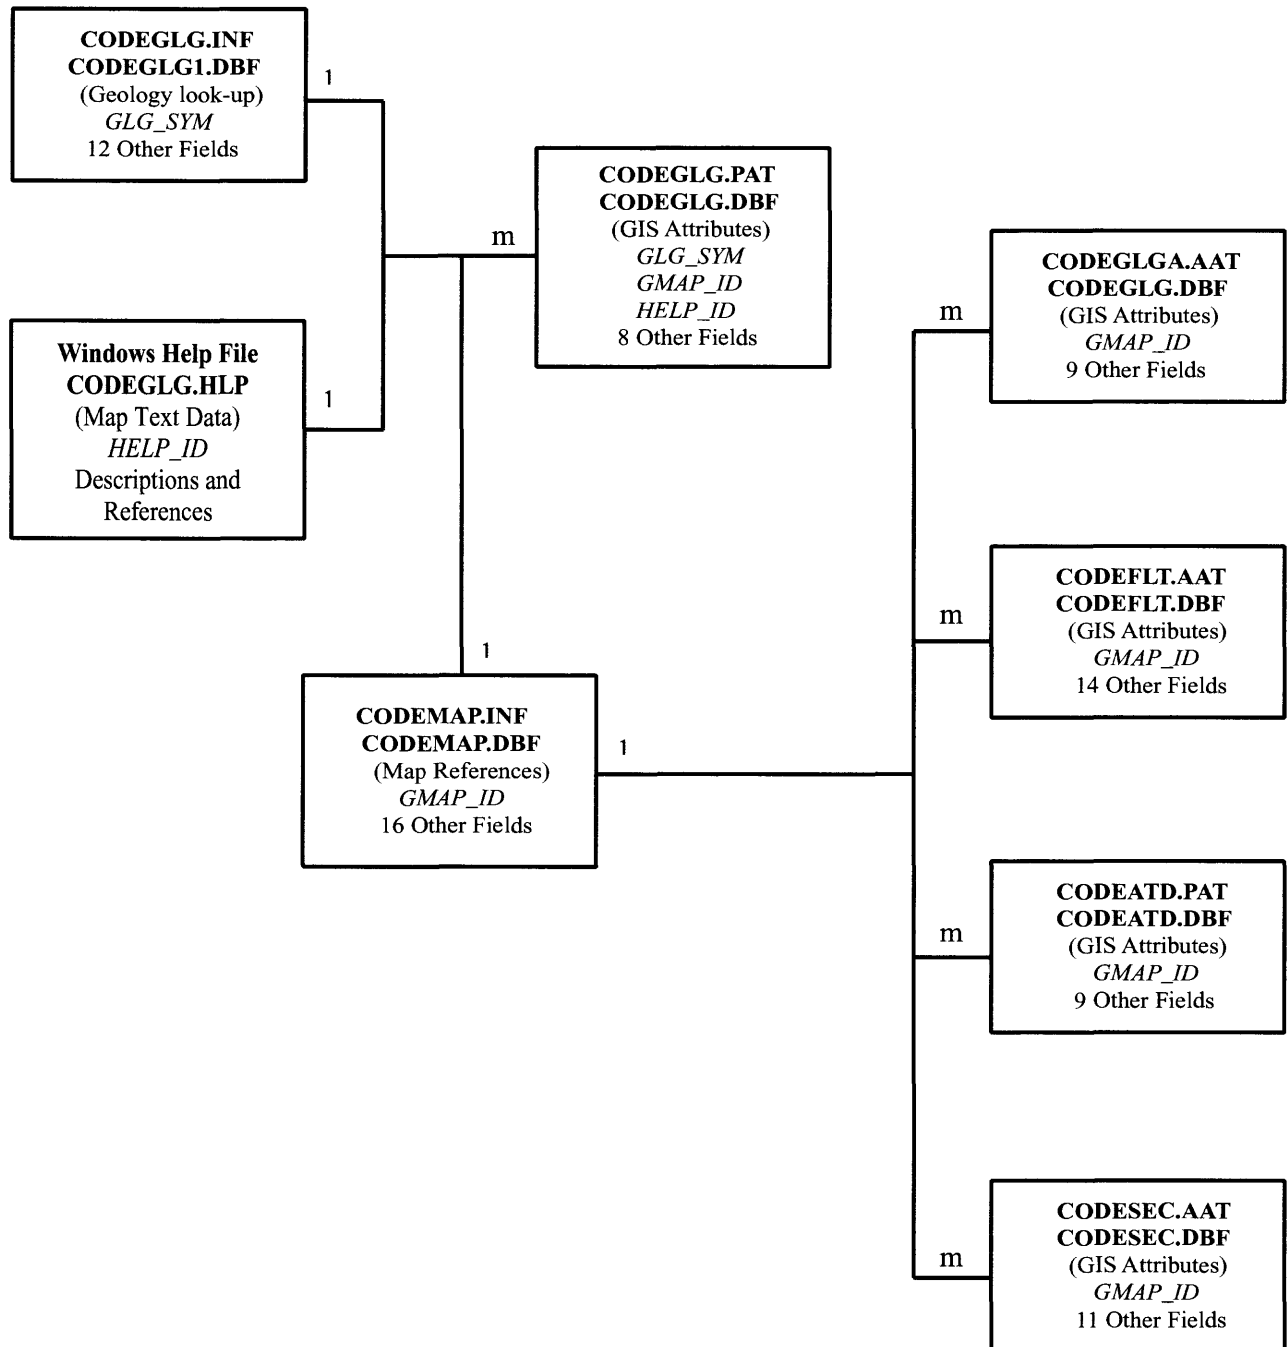 CODEGLG.INF
CODEGLG1.DBF
(Geology look-up)
GLG_SYM
12 Other Fields
1
CODEGLG.PAT
CODEGLG.DBF
(GIS Attributes)
GLG_SYM
GMAP_ID
HELP_ID
8 Other Fields
m
Windows Help File
CODEGLG.HLP
(Map Text Data)
HELP_ID
Descriptions and
References
1
CODEGLGA.AAT
CODEGLG.DBF
(GIS Attributes)
GMAP_ID
9 Other Fields
m
CODEFLT.AAT
CODEFLT.DBF
(GIS Attributes)
GMAP_ID
14 Other Fields
m
1
CODEMAP.INF
CODEMAP.DBF
(Map References)
GMAP_ID
16 Other Fields
1
CODEATD.PAT
CODEATD.DBF
(GIS Attributes)
GMAP_ID
9 Other Fields
m
CODESEC.AAT
CODESEC.DBF
(GIS Attributes)
GMAP_ID
11 Other Fields
m